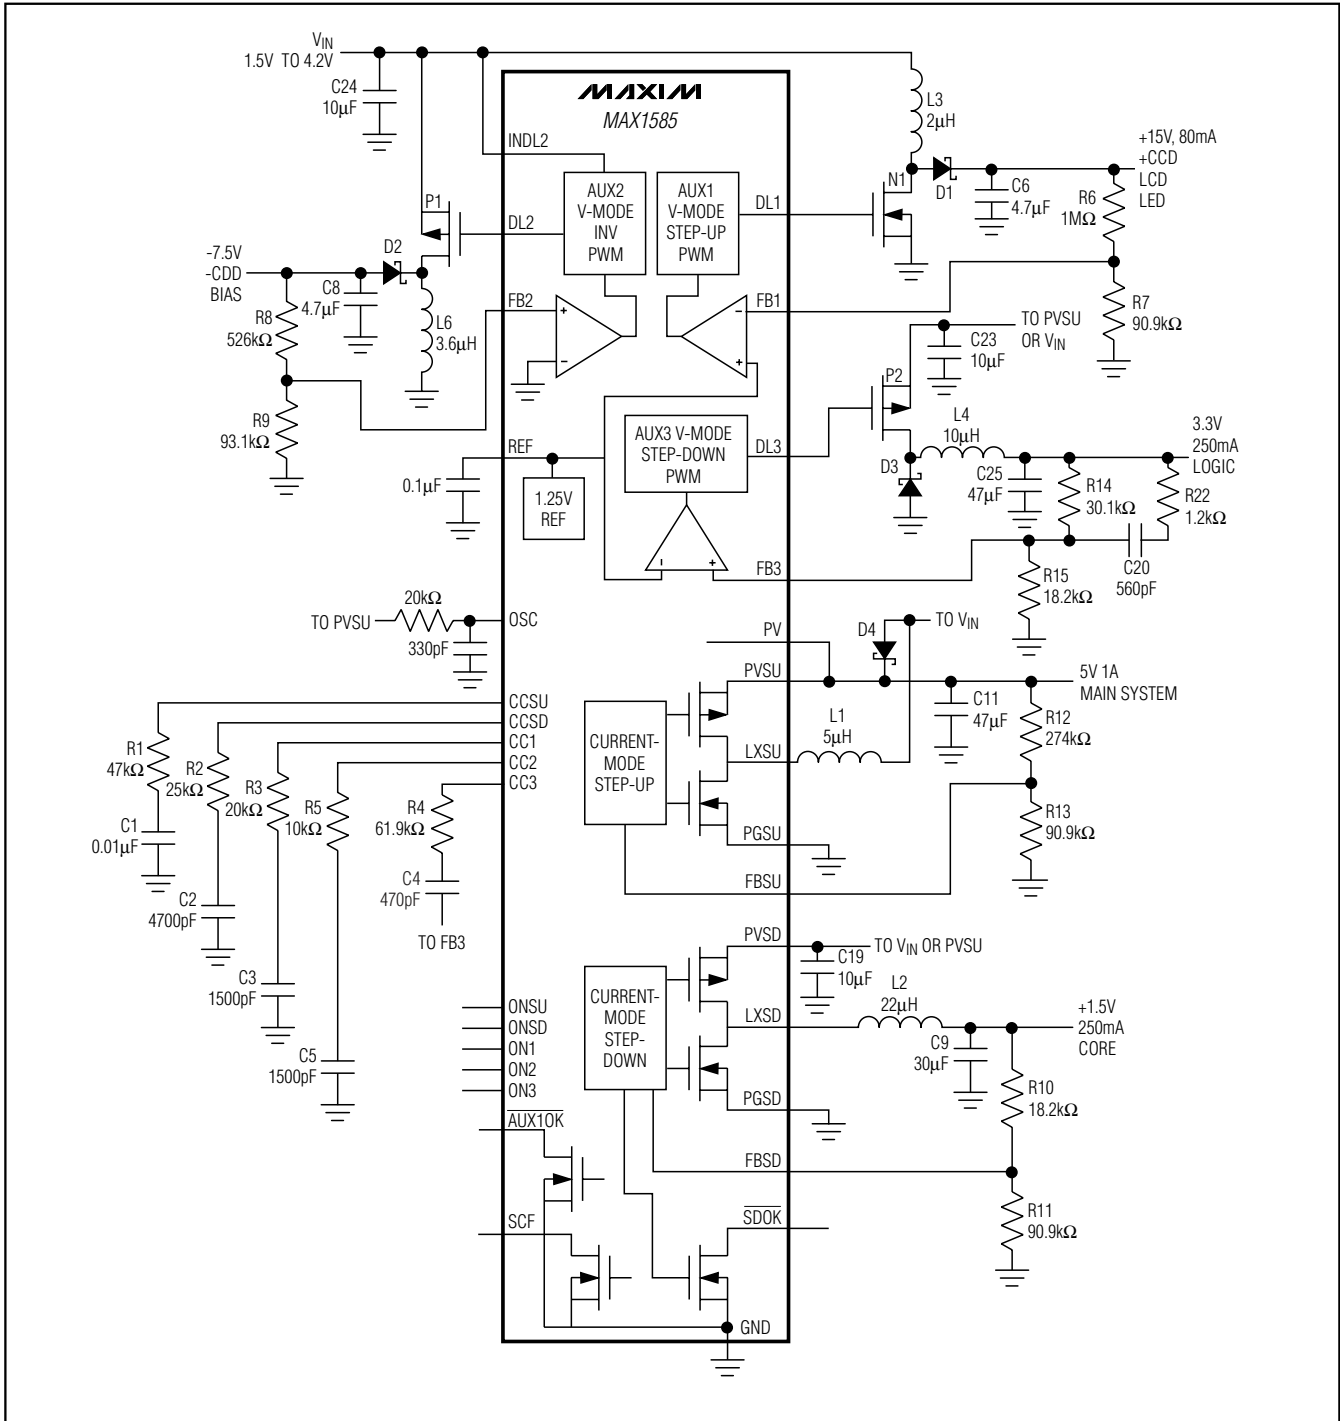 V_IN
1.5V TO 4.2V
C24
10µF
MAXIM
MAX1585
L3
2µH
+15V, 80mA
+CCD
LCD
LED
INDL2
N1
D1
C6
4.7µF
R6
1MΩ
P1
DL2
AUX2
V-MODE
INV
PWM
AUX1
V-MODE
STEP-UP
PWM
DL1
-7.5V
-CDD
BIAS
D2
C8
4.7µF
R8
526kΩ
L6
3.6µH
FB2
+
−
−
+
FB1
R7
90.9kΩ
TO PVSU
OR V_IN
C23
10µF
P2
R9
93.1kΩ
REF
0.1µF
1.25V
REF
AUX3 V-MODE
STEP-DOWN
PWM
DL3
L4
10µH
D3
C25
47µF
3.3V
250mA
LOGIC
R14
30.1kΩ
R22
1.2kΩ
−
+
FB3
C20
560pF
R15
18.2kΩ
TO PVSU
20kΩ
OSC
330pF
PV
D4
TO V_IN
PVSU
5V 1A
MAIN SYSTEM
C11
47µF
R12
274kΩ
CCSU
CCSD
CC1
CC2
CC3
R1
47kΩ
R2
25kΩ
R3
20kΩ
R5
10kΩ
R4
61.9kΩ
CURRENT-
MODE
STEP-UP
LXSU
L1
5µH
PGSU
R13
90.9kΩ
C1
0.01µF
C4
470pF
FBSU
C2
4700pF
TO FB3
PVSD
TO V_IN OR PVSU
C19
10µF
C3
1500pF
CURRENT-
MODE
STEP-
DOWN
LXSD
L2
22µH
+1.5V
250mA
CORE
C9
30µF
ONSU
ONSD
ON1
ON2
ON3
C5
1500pF
PGSD
R10
18.2kΩ
AUX1OK
FBSD
SCF
SDOK
R11
90.9kΩ
GND